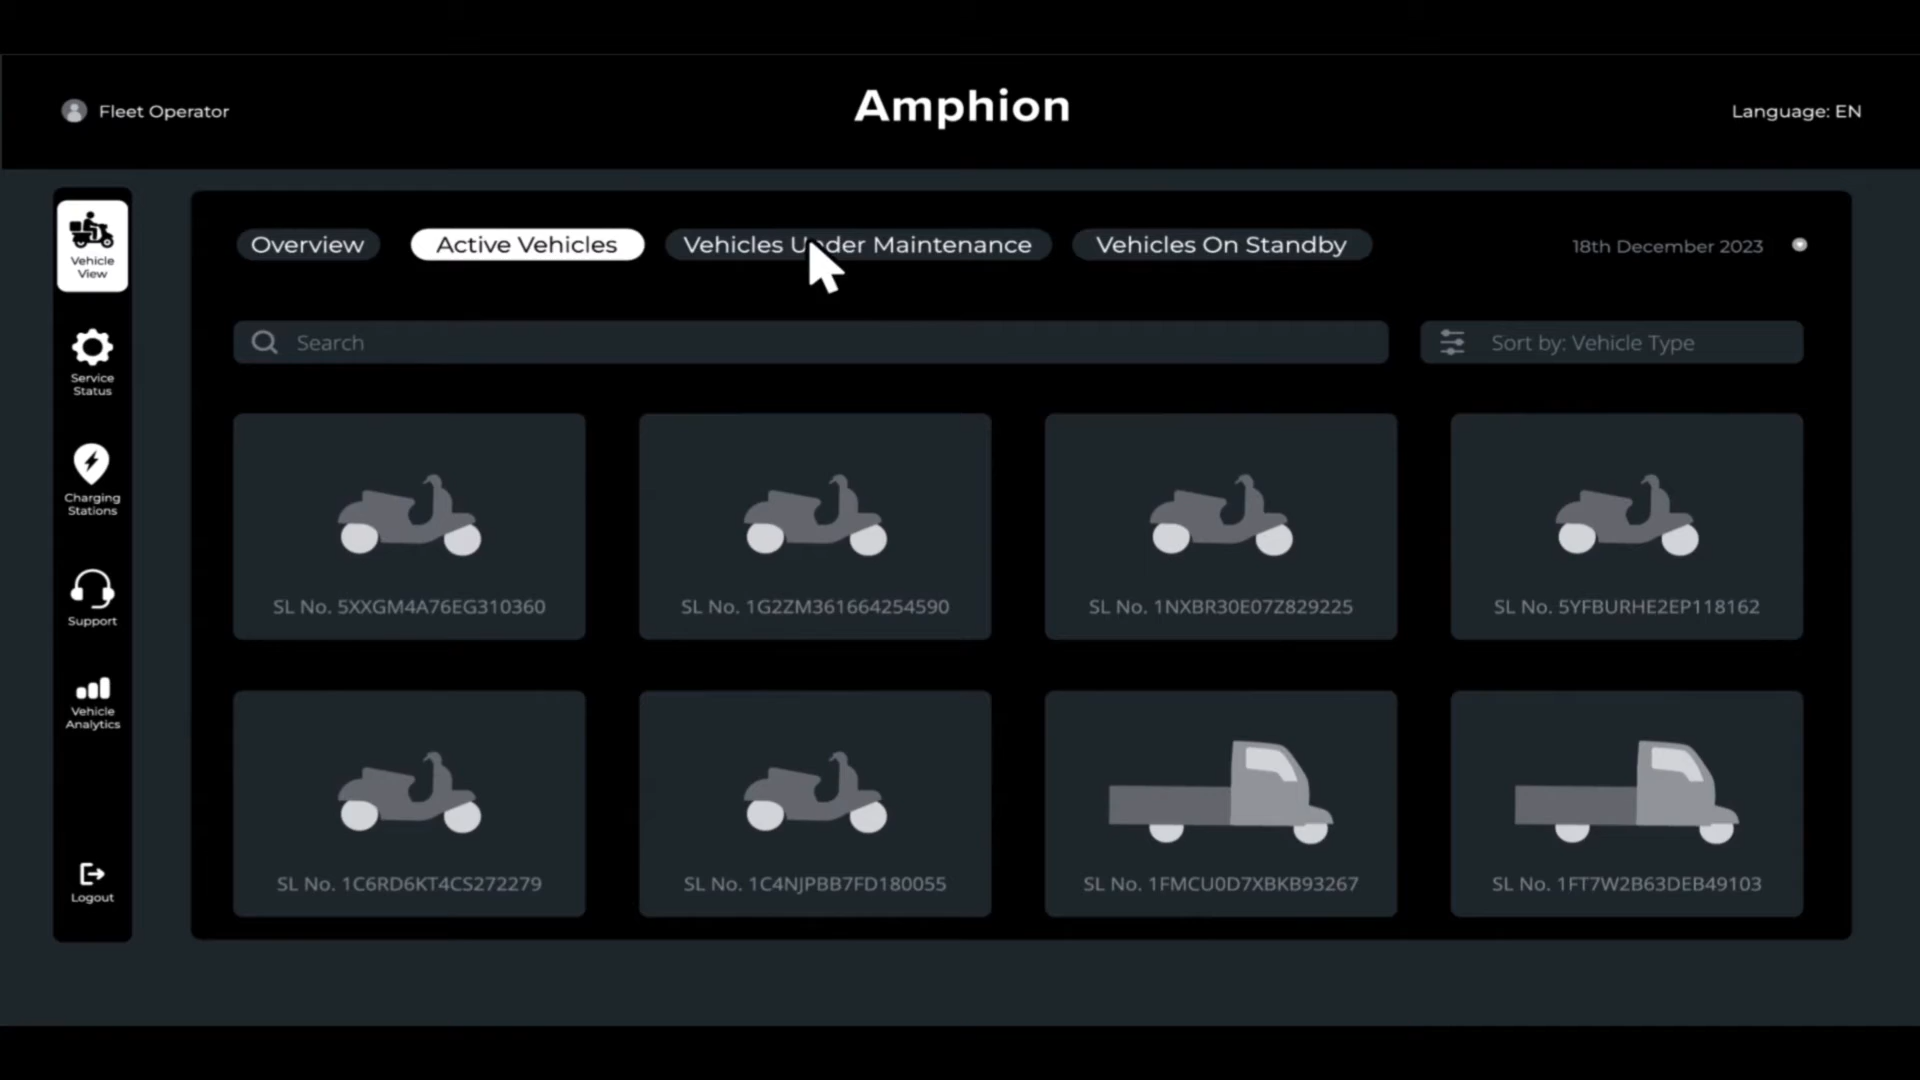 Fleet Operator
Amphion
Language: EN
Vehicle
View
Service
Status
Charging
Stations
Support
Vehicle
Analytics
Logout
Overview
Active Vehicles
Vehicles Under Maintenance
Vehicles On Standby
18th December 2023
Search
Sort by: Vehicle Type
SL No. 5XXGM4A76EG310360
SL No. 1G2ZM361664254590
SL No. 1NXBR30E07Z829225
SL No. 5YFBURHE2EP118162
SL No. 1C6RD6KT4CS272279
SL No. 1C4NJPBB7FD180055
SL No. 1FMCU0D7XBKB93267
SL No. 1FT7W2B63DEB49103